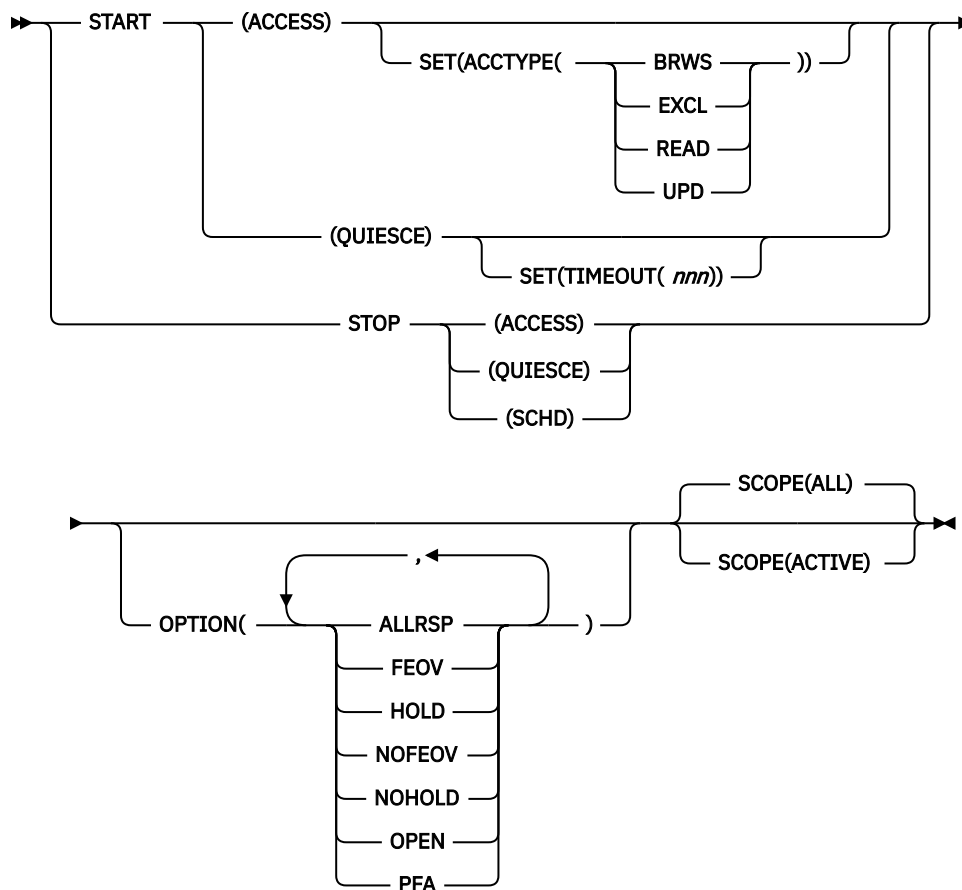 START (ACCESS)
SET(ACCTYPE( BRWS ))
EXCL
READ
UPD
(QUIESCE)
SET(TIMEOUT( nnn))
STOP (ACCESS)
(QUIESCE)
(SCHD)
SCOPE(ALL)
SCOPE(ACTIVE)
,
OPTION( ALLRSP )
FEOV
HOLD
NOFEOV
NOHOLD
OPEN
PFA